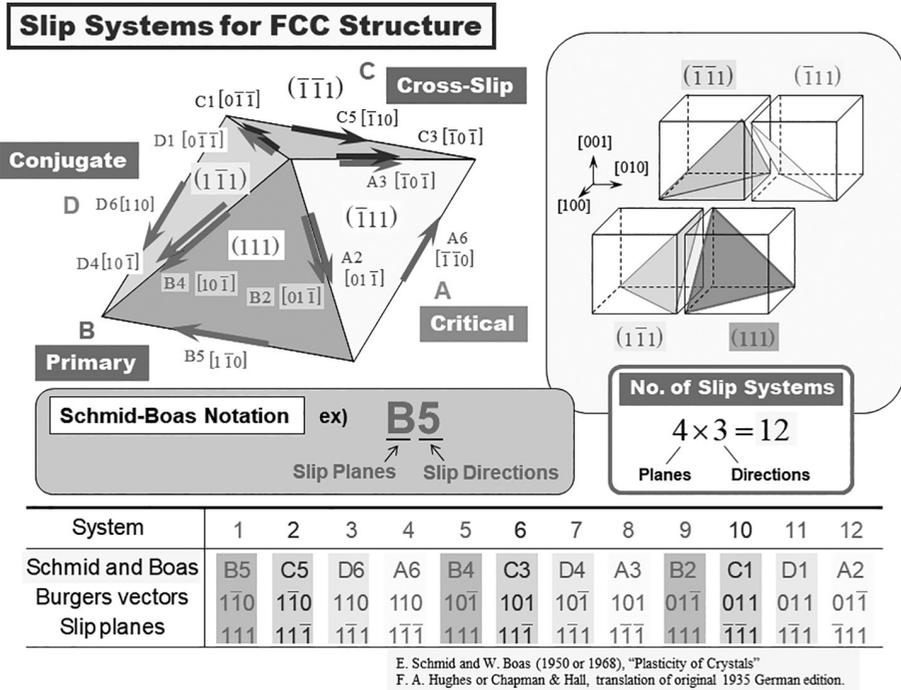 Slip Systems for FCC Structure
C
(1̅1̅1)
Cross-Slip
C1 [01̅1̅]
C5 [1̅10]
C3 [1̅01̅]
D1 [01̅1̅]
Conjugate
(11̅1)
A3 [1̅01̅]
D
D6 [110]
(1̅11)
(111)
A6
[1̅1̅0]
D4 [101̅]
A2
[011̅]
B4 [101̅]
B2 [011̅]
A
Critical
B
Primary
B5 [11̅0]
(1̅1̅1)
(1̅11)
[001]
[010]
[100]
(11̅1)
(111)
Schmid-Boas Notation
ex)
B5
Slip Planes
Slip Directions
No. of Slip Systems
4×3=12
Planes
Directions
System 1 2 3 4 5 6 7 8 9 10 11 12
Schmid and Boas B5 C5 D6 A6 B4 C3 D4 A3 B2 C1 D1 A2
Burgers vectors 11̅0 11̅0 110 110 101̅ 101 101̅ 101 011̅ 011 011 011̅
Slip planes 111 111̅ 11̅1 11̅1̅ 111 111̅ 11̅1 11̅1̅ 111 1̅1̅1 11̅1 1̅11
E. Schmid and W. Boas (1950 or 1968), “Plasticity of Crystals”
F. A. Hughes or Chapman & Hall, translation of original 1935 German edition.